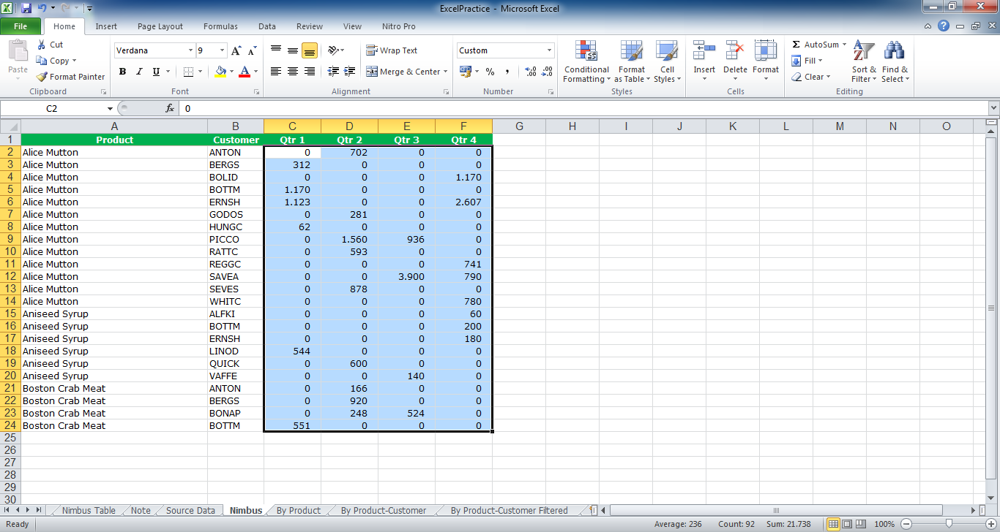 ExcelPractice - Microsoft Excel
File Home Insert Page Layout Formulas Data Review View Nitro Pro
Paste
Cut
Copy
Format Painter
Clipboard
Verdana 9
B I U A
Font
Wrap Text
Merge & Center
Alignment
Custom
% ,
Number
Conditional Formatting
Format as Table
Cell Styles
Styles
Insert Delete Format
Cells
Σ AutoSum
Fill
Clear
Sort & Filter
Find & Select
Editing
C2 fx 0
A B C D E F G H I J K L M N O
1 Product Customer Qtr 1 Qtr 2 Qtr 3 Qtr 4
2 Alice Mutton ANTON 0 702 0 0
3 Alice Mutton BERGS 312 0 0 0
4 Alice Mutton BOLID 0 0 0 1.170
5 Alice Mutton BOTTM 1.170 0 0 0
6 Alice Mutton ERNSH 1.123 0 0 2.607
7 Alice Mutton GODOS 0 281 0 0
8 Alice Mutton HUNGC 62 0 0 0
9 Alice Mutton PICCO 0 1.560 936 0
10 Alice Mutton RATTC 0 593 0 0
11 Alice Mutton REGGC 0 0 0 741
12 Alice Mutton SAVEA 0 0 3.900 790
13 Alice Mutton SEVES 0 878 0 0
14 Alice Mutton WHITC 0 0 0 780
15 Aniseed Syrup ALFKI 0 0 0 60
16 Aniseed Syrup BOTTM 0 0 0 200
17 Aniseed Syrup ERNSH 0 0 0 180
18 Aniseed Syrup LINOD 544 0 0 0
19 Aniseed Syrup QUICK 0 600 0 0
20 Aniseed Syrup VAFFE 0 0 140 0
21 Boston Crab Meat ANTON 0 166 0 0
22 Boston Crab Meat BERGS 0 920 0 0
23 Boston Crab Meat BONAP 0 248 524 0
24 Boston Crab Meat BOTTM 551 0 0 0
25
26
27
28
29
30
Nimbus Table Note Source Data Nimbus By Product By Product-Customer By Product-Customer Filtered
Ready Average: 236 Count: 92 Sum: 21.738 100%